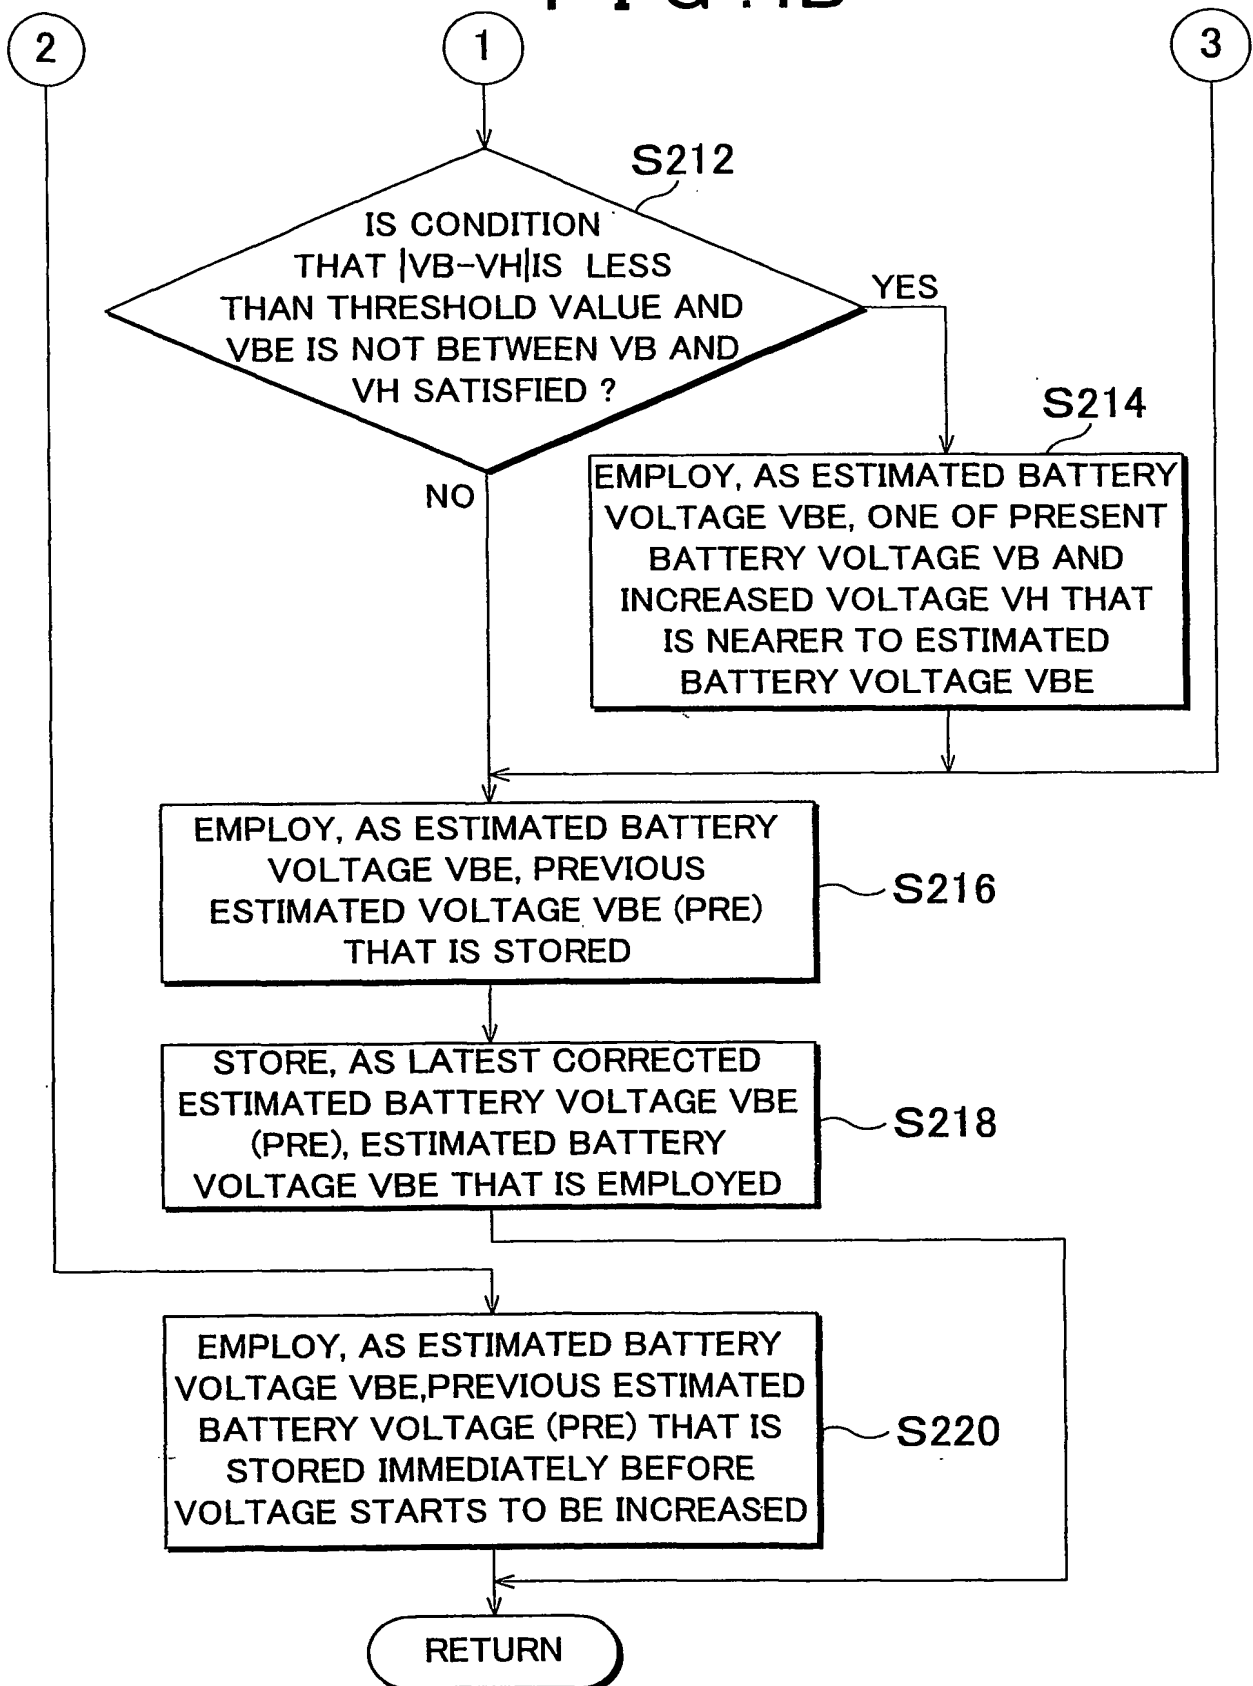 2
1
3
S212
IS CONDITION
THAT |VB-VH|IS LESS
THAN THRESHOLD VALUE AND
VBE IS NOT BETWEEN VB AND
VH SATISFIED ?
YES
NO
S214
EMPLOY, AS ESTIMATED BATTERY
VOLTAGE VBE, ONE OF PRESENT
BATTERY VOLTAGE VB AND
INCREASED VOLTAGE VH THAT
IS NEARER TO ESTIMATED
BATTERY VOLTAGE VBE
EMPLOY, AS ESTIMATED BATTERY
VOLTAGE VBE, PREVIOUS
ESTIMATED VOLTAGE VBE (PRE)
THAT IS STORED
S216
STORE, AS LATEST CORRECTED
ESTIMATED BATTERY VOLTAGE VBE
(PRE), ESTIMATED BATTERY
VOLTAGE VBE THAT IS EMPLOYED
S218
EMPLOY, AS ESTIMATED BATTERY
VOLTAGE VBE,PREVIOUS ESTIMATED
BATTERY VOLTAGE (PRE) THAT IS
STORED IMMEDIATELY BEFORE
VOLTAGE STARTS TO BE INCREASED
S220
RETURN